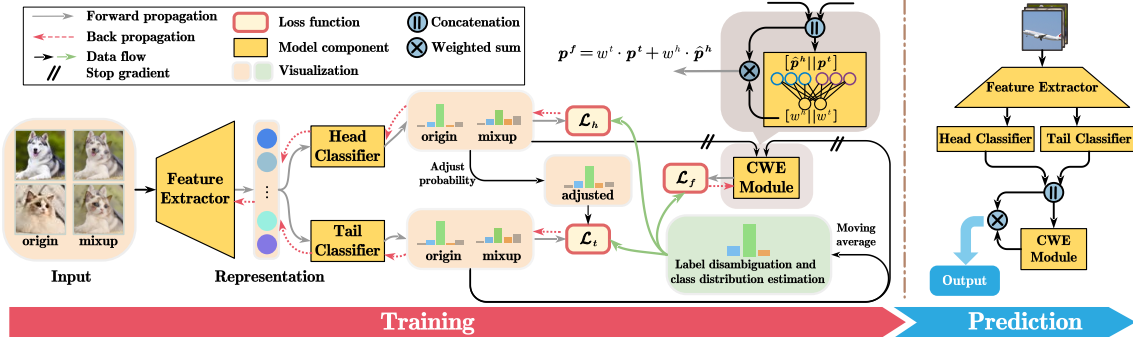 Forward propagation
Back propagation
Data flow
Stop gradient
Loss function
Model component
Visualization
Concatenation
Weighted sum
p^f = w^t · p^t + w^h · p̂^h
[p̂^h||p^t]
[w^h||w^t]
origin
mixup
Input
Feature
Extractor
Representation
Head
Classifier
Tail
Classifier
origin
mixup
L_h
Adjust
probability
adjusted
origin
mixup
L_t
L_f
CWE
Module
Label disambiguation and
class distribution estimation
Moving
average
Training
Feature Extractor
Head Classifier
Tail Classifier
CWE
Module
Output
Prediction